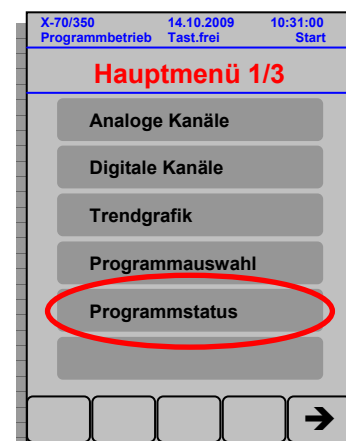 X-70/350 14.10.2009 10:31:00
Programmbetrieb Tast.frei Start
Hauptmenü 1/3
Analoge Kanäle
Digitale Kanäle
Trendgrafik
Programmauswahl
Programmstatus